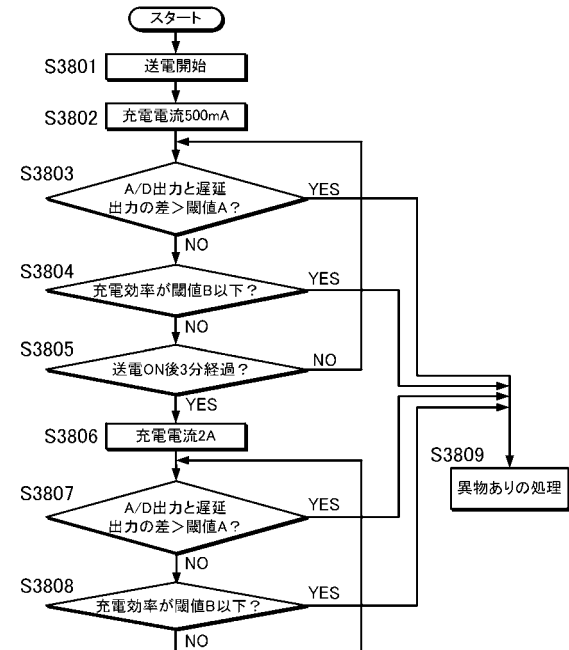 スタート
S3801
送電開始
S3802
充電電流500mA
S3803
A/D出力と遅延
出力の差>閾値A?
YES
NO
S3804
充電効率が閾値B以下?
YES
NO
S3805
送電ON後3分経過?
NO
YES
S3806
充電電流2A
S3807
A/D出力と遅延
出力の差>閾値A?
YES
NO
S3808
充電効率が閾値B以下?
YES
NO
S3809
異物ありの処理